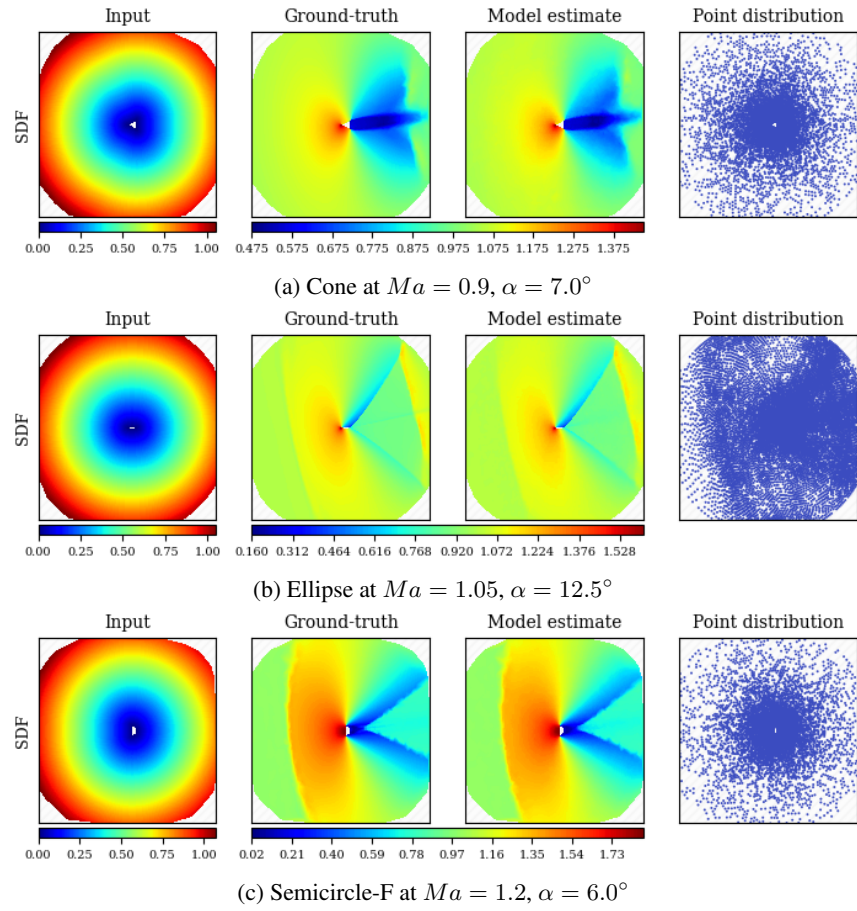 Input Ground-truth Model estimate Point distribution
SDF
0.00 0.25 0.50 0.75 1.00 0.475 0.575 0.675 0.775 0.875 0.975 1.075 1.175 1.275 1.375
(a) Cone at Ma = 0.9, α = 7.0°
Input Ground-truth Model estimate Point distribution
SDF
0.00 0.25 0.50 0.75 1.00 0.160 0.312 0.464 0.616 0.768 0.920 1.072 1.224 1.376 1.528
(b) Ellipse at Ma = 1.05, α = 12.5°
Input Ground-truth Model estimate Point distribution
SDF
0.00 0.25 0.50 0.75 1.00 0.02 0.21 0.40 0.59 0.78 0.97 1.16 1.35 1.54 1.73
(c) Semicircle-F at Ma = 1.2, α = 6.0°